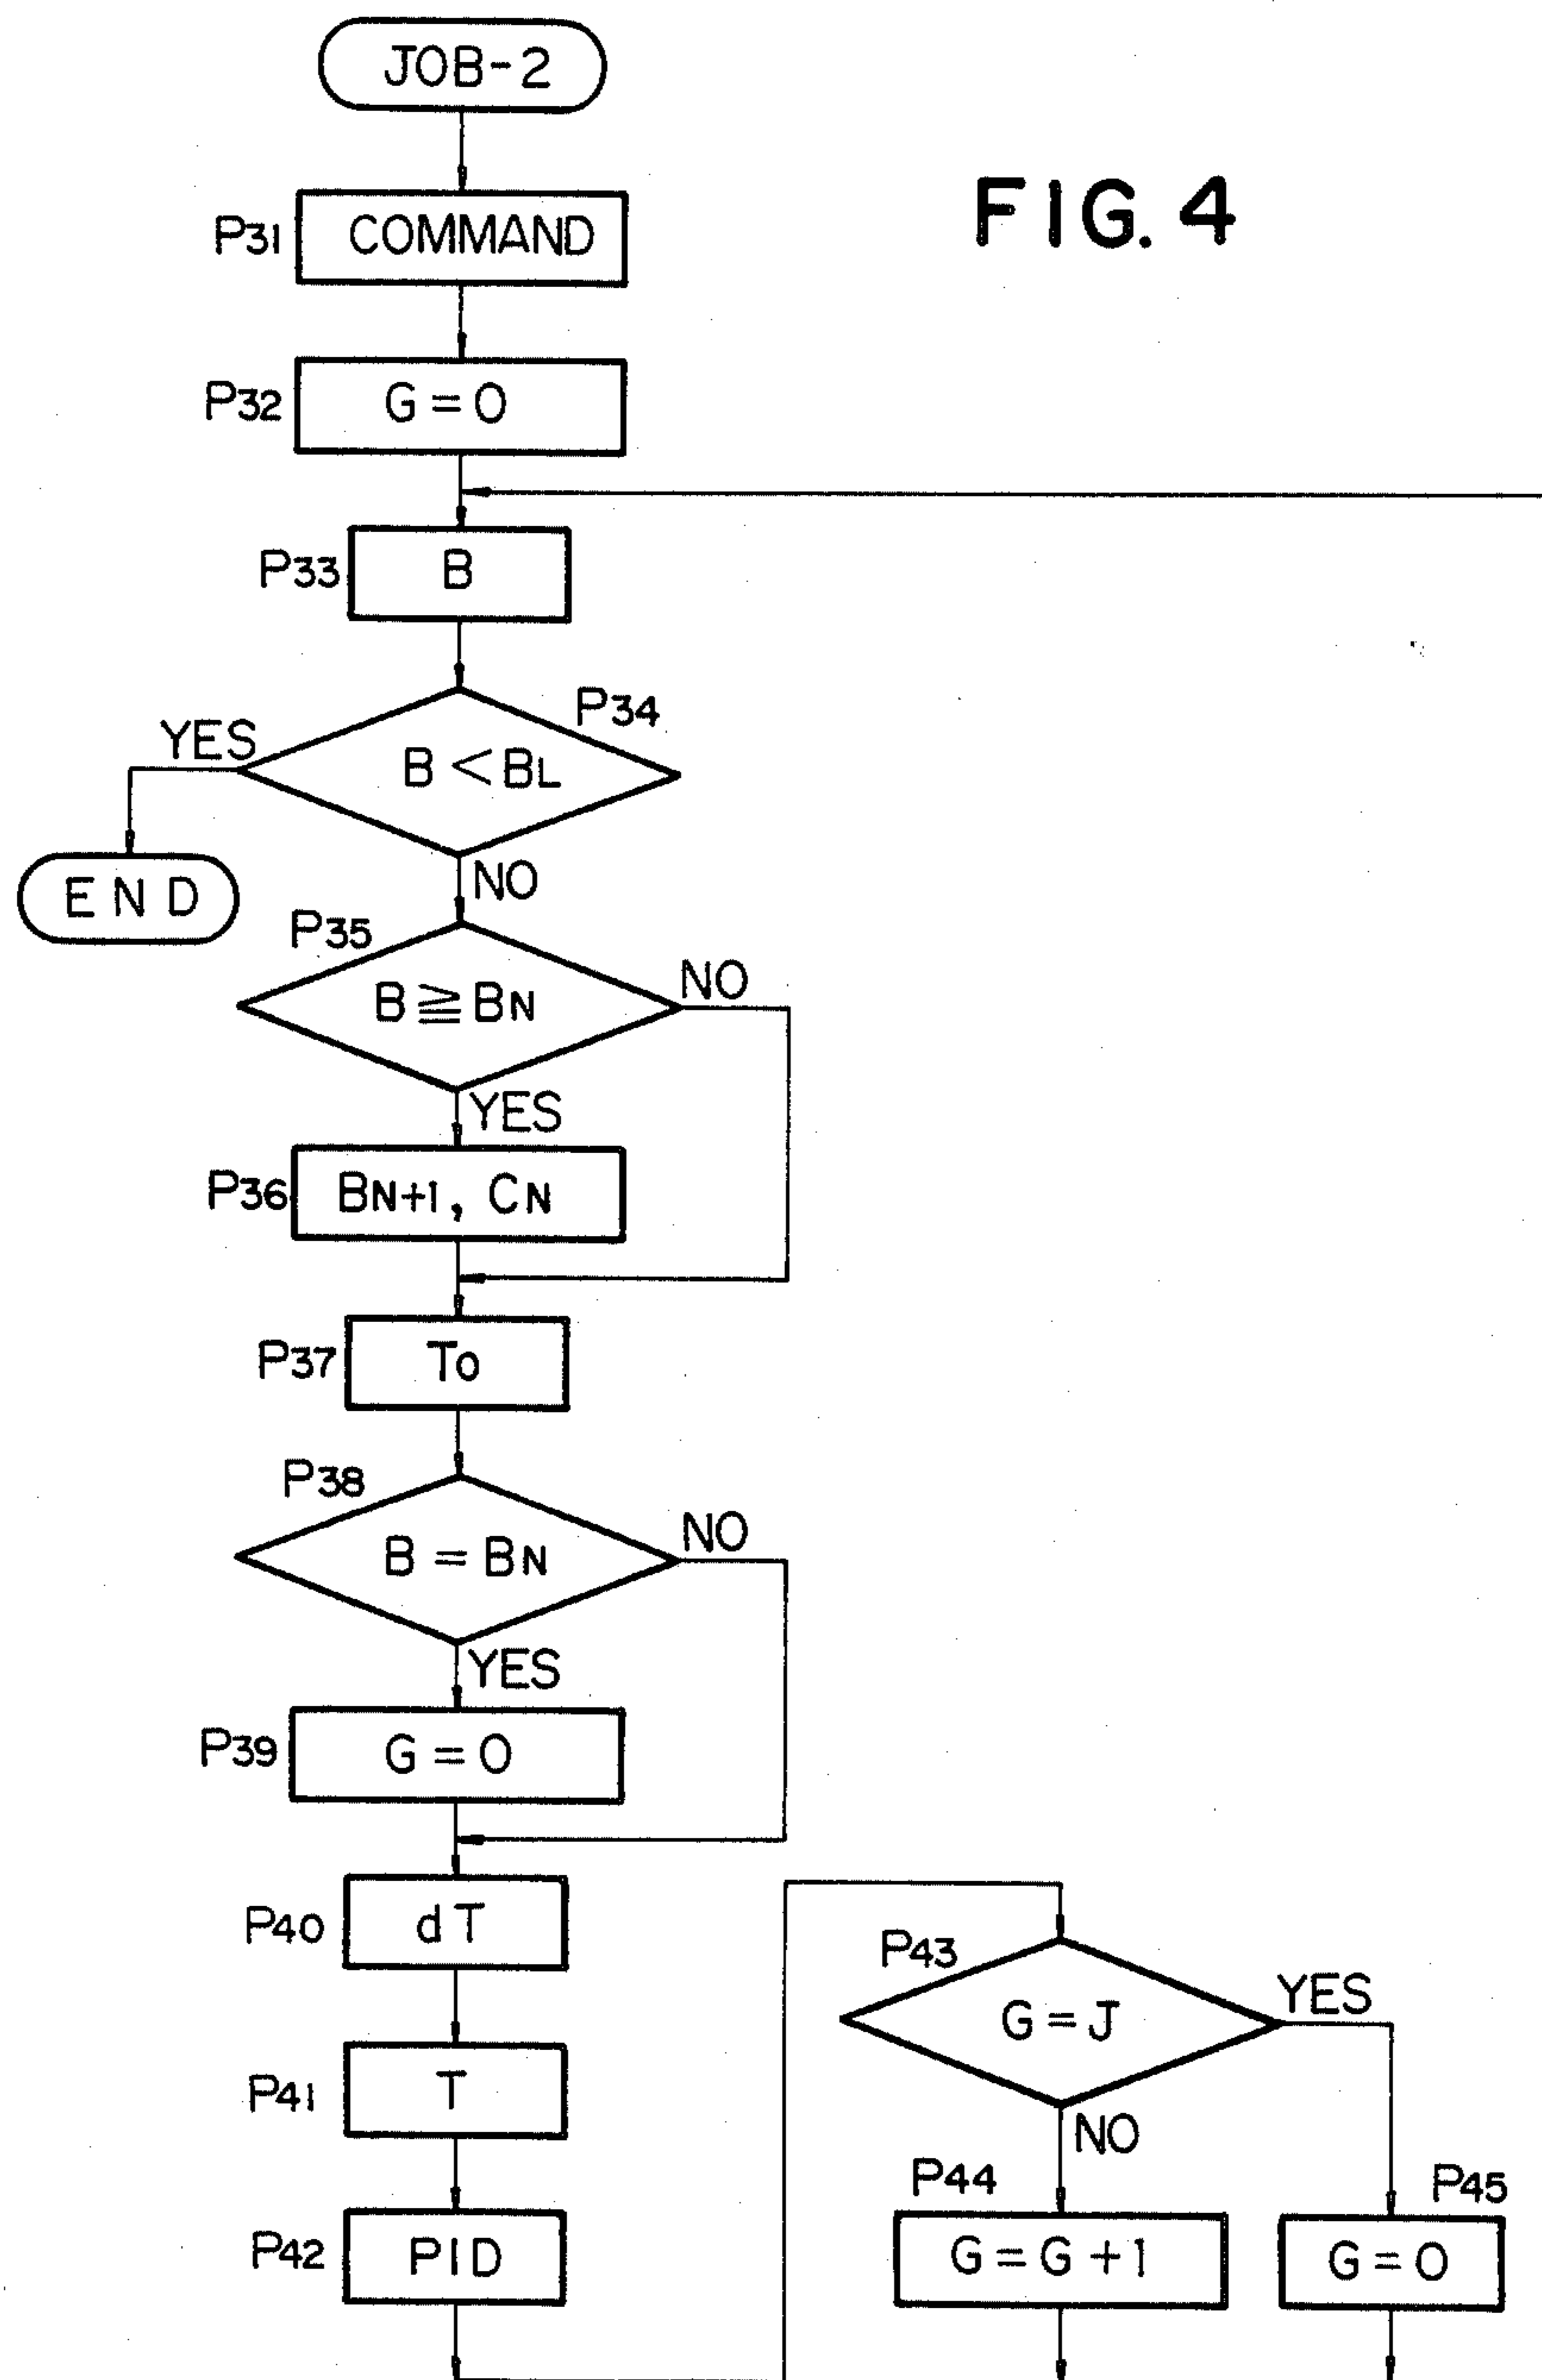 JOB-2
FIG. 4
P31 COMMAND
P32 G = 0
P33 B
P34
YES B < BL
NO
END
P35
B ≧ BN NO
YES
P36 BN+1, CN
P37 To
P38
B = BN NO
YES
P39 G = 0
P40 dT
P41 T
P42 PID
P43
G = J YES
NO
P44 P45
G = G + 1 G = 0